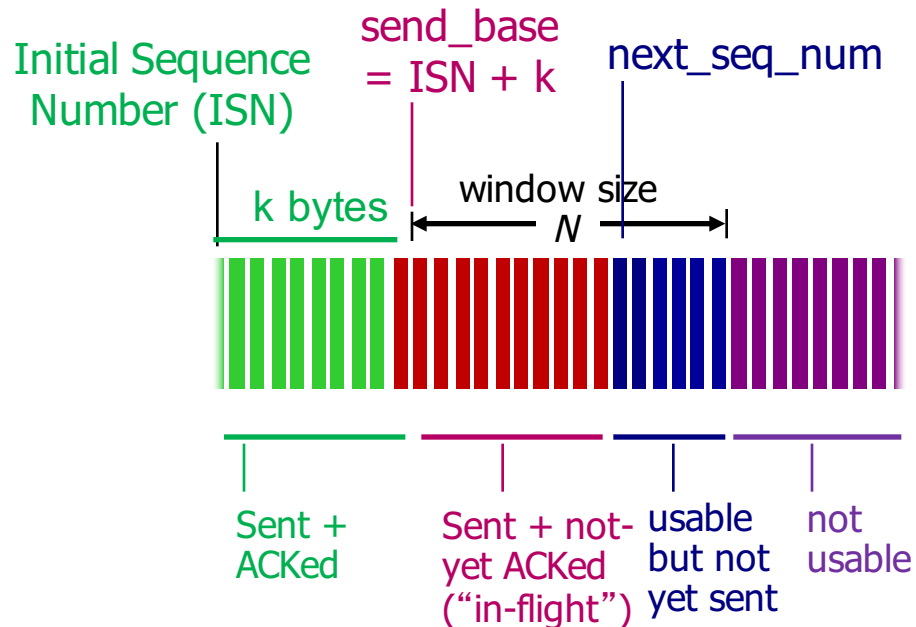 Initial Sequence
Number (ISN)
send_base
= ISN + k
next_seq_num
k bytes
window size
N
Sent +
ACKed
Sent + not-
yet ACKed
(“in-flight”)
usable
but not
yet sent
not
usable